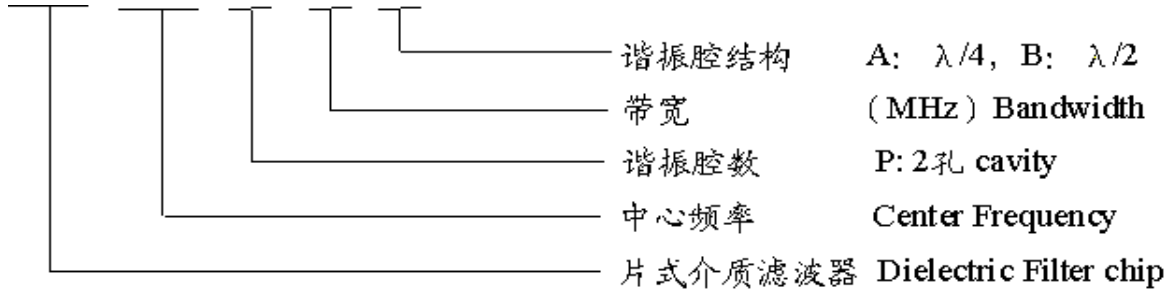 谐振腔结构 A: λ/4, B: λ/2
带宽 (MHz) Bandwidth
谐振腔数 P: 2孔 cavity
中心频率 Center Frequency
片式介质滤波器 Dielectric Filter chip